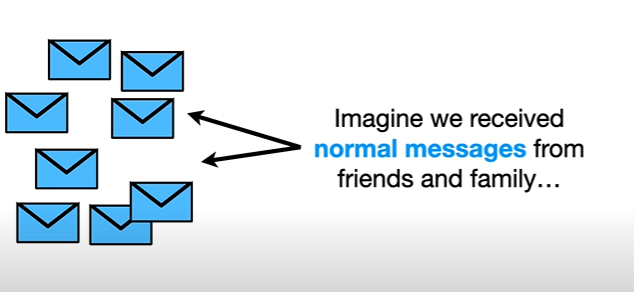 Imagine we received
normal messages from
friends and family…